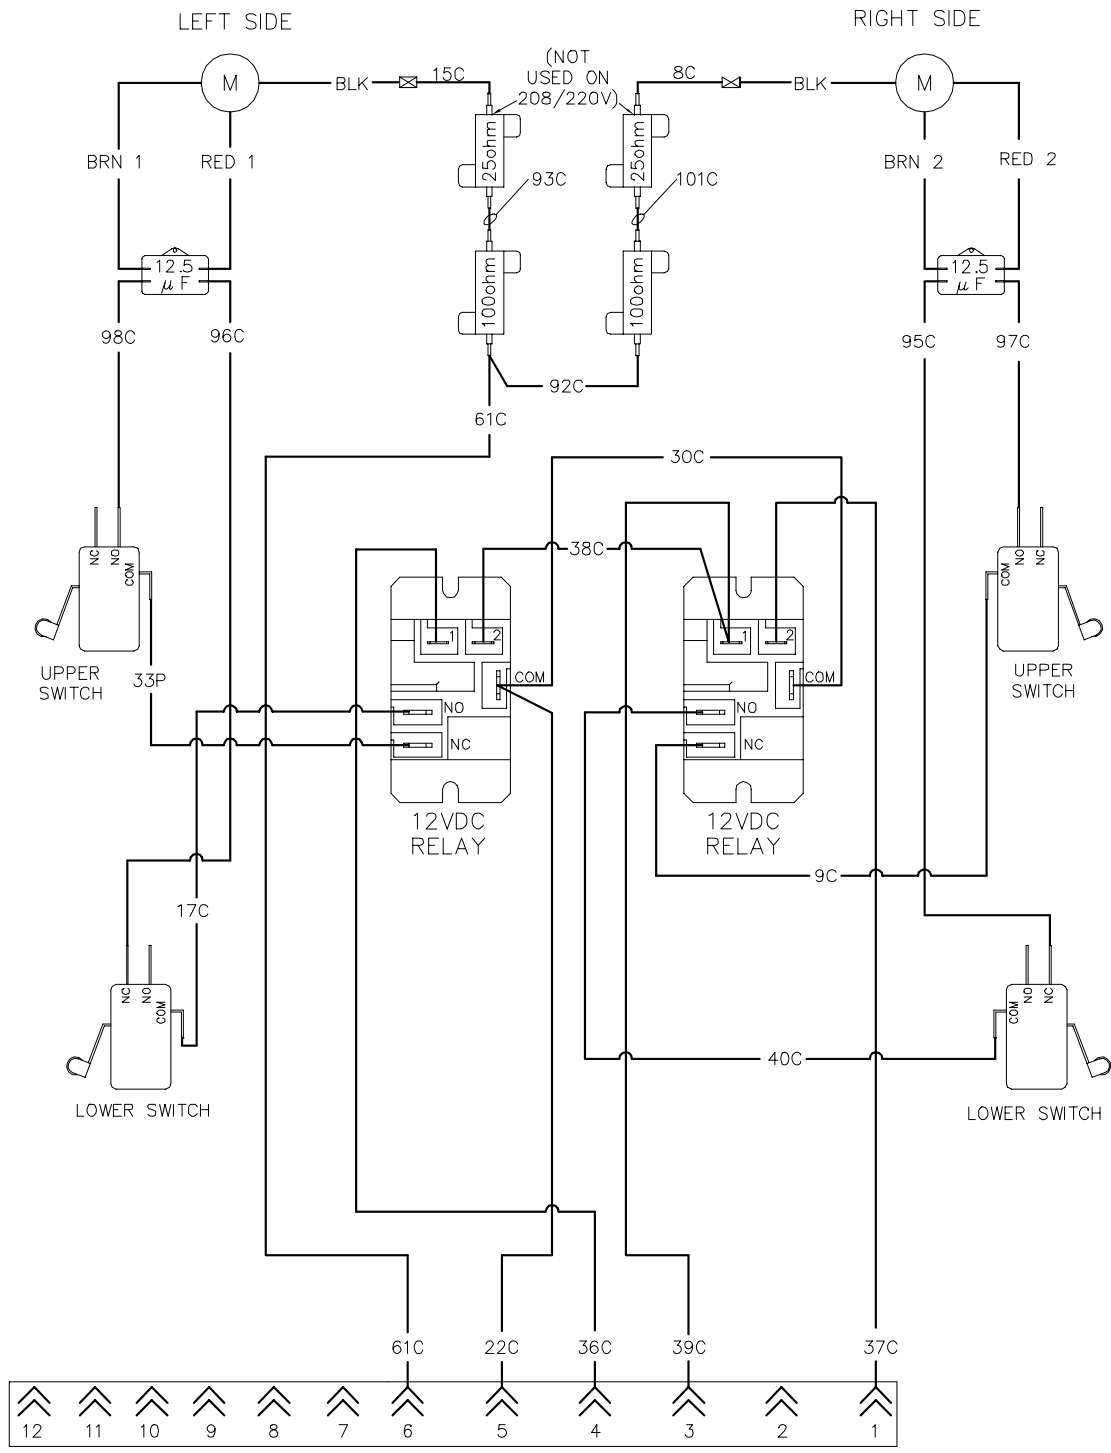 LEFT SIDE
RIGHT SIDE
(NOT
USED ON
208/220V)
M
BLK
15C
8C
BLK
M
BRN 1
RED 1
25ohm
25ohm
BRN 2
RED 2
93C
101C
12.5
µF
100ohm
100ohm
12.5
µF
98C
96C
95C
97C
92C
61C
30C
38C
NC
NO
COM
COM
NO
NC
1
2
1
2
UPPER
SWITCH
33P
COM
COM
UPPER
SWITCH
NO
NC
NO
NC
12VDC
RELAY
12VDC
RELAY
9C
17C
NC
NO
COM
COM
NO
NC
40C
LOWER SWITCH
LOWER SWITCH
61C
22C
36C
39C
37C
12
11
10
9
8
7
6
5
4
3
2
1